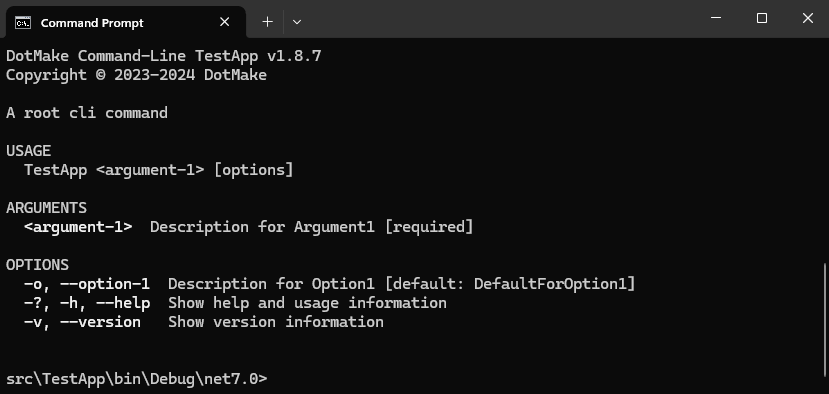 Command Prompt
DotMake Command-Line TestApp v1.8.7
Copyright © 2023-2024 DotMake
A root cli command
USAGE
TestApp <argument-1> [options]
ARGUMENTS
<argument-1> Description for Argument1 [required]
OPTIONS
-o, --option-1 Description for Option1 [default: DefaultForOption1]
-?, -h, --help Show help and usage information
-v, --version Show version information
src\TestApp\bin\Debug\net7.0>